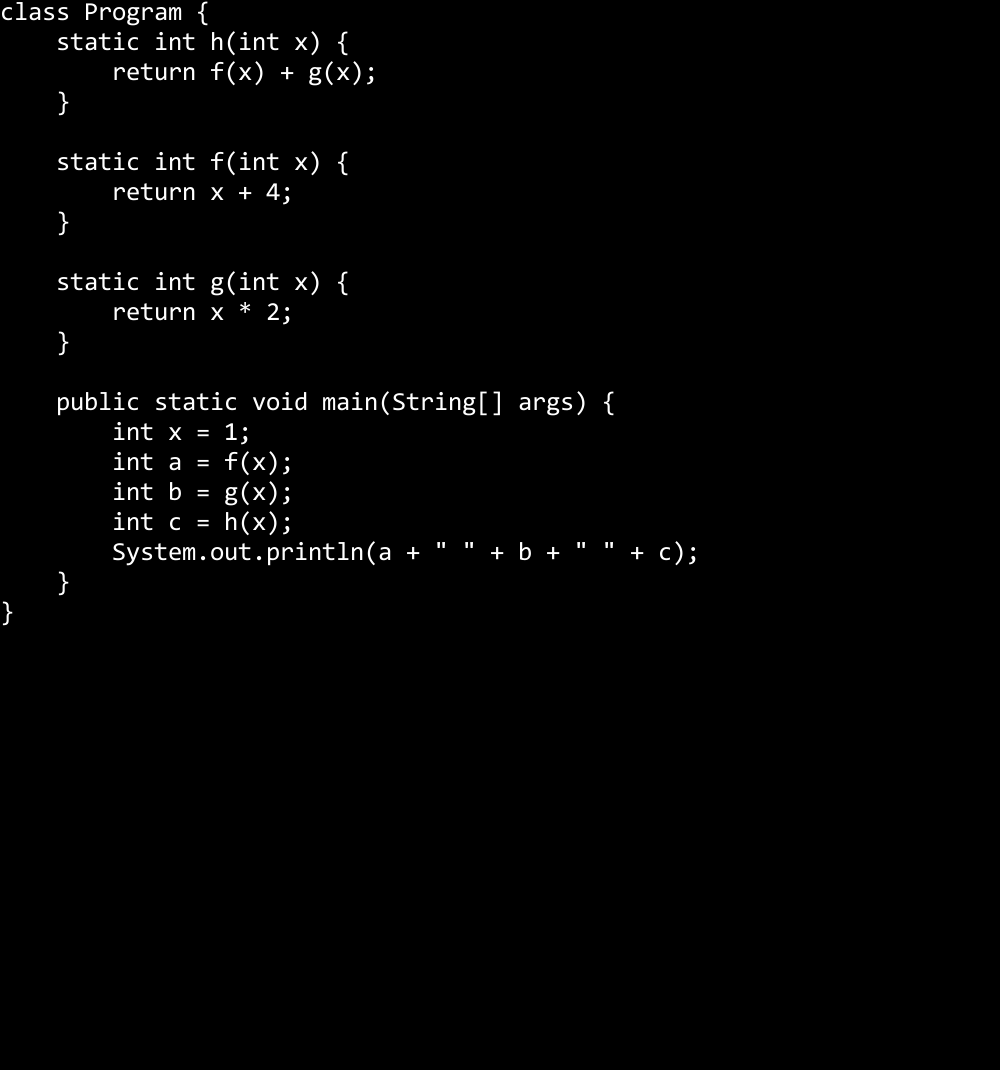 class Program {
    static int h(int x) {
        return f(x) + g(x);
    }

    static int f(int x) {
        return x + 4;
    }

    static int g(int x) {
        return x * 2;
    }

    public static void main(String[] args) {
        int x = 1;
        int a = f(x);
        int b = g(x);
        int c = h(x);
        System.out.println(a + " " + b + " " + c);
    }
}